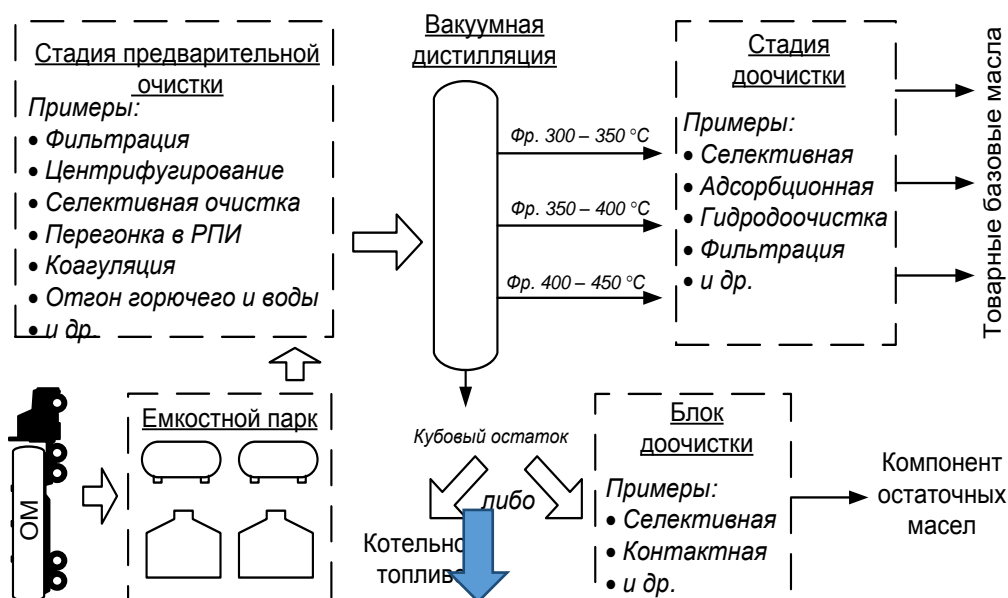 Стадия предварительной
очистки
Примеры:
• Фильтрация
• Центрифугирование
• Селективная очистка
• Перегонка в РПИ
• Коагуляция
• Отгон горючего и воды
• и др.
Вакуумная
дистилляция
Фр. 300 – 350 °C
Фр. 350 – 400 °C
Фр. 400 – 450 °C
Стадия
доочистки
Примеры:
• Селективная
• Адсорбционная
• Гидродоочистка
• Фильтрация
• и др.
Товарные базовые масла
ОМ
Емкостной парк
Кубовый остаток
либо
Блок
доочистки
Примеры:
• Селективная
• Контактная
• и др.
Компонент
остаточных
масел